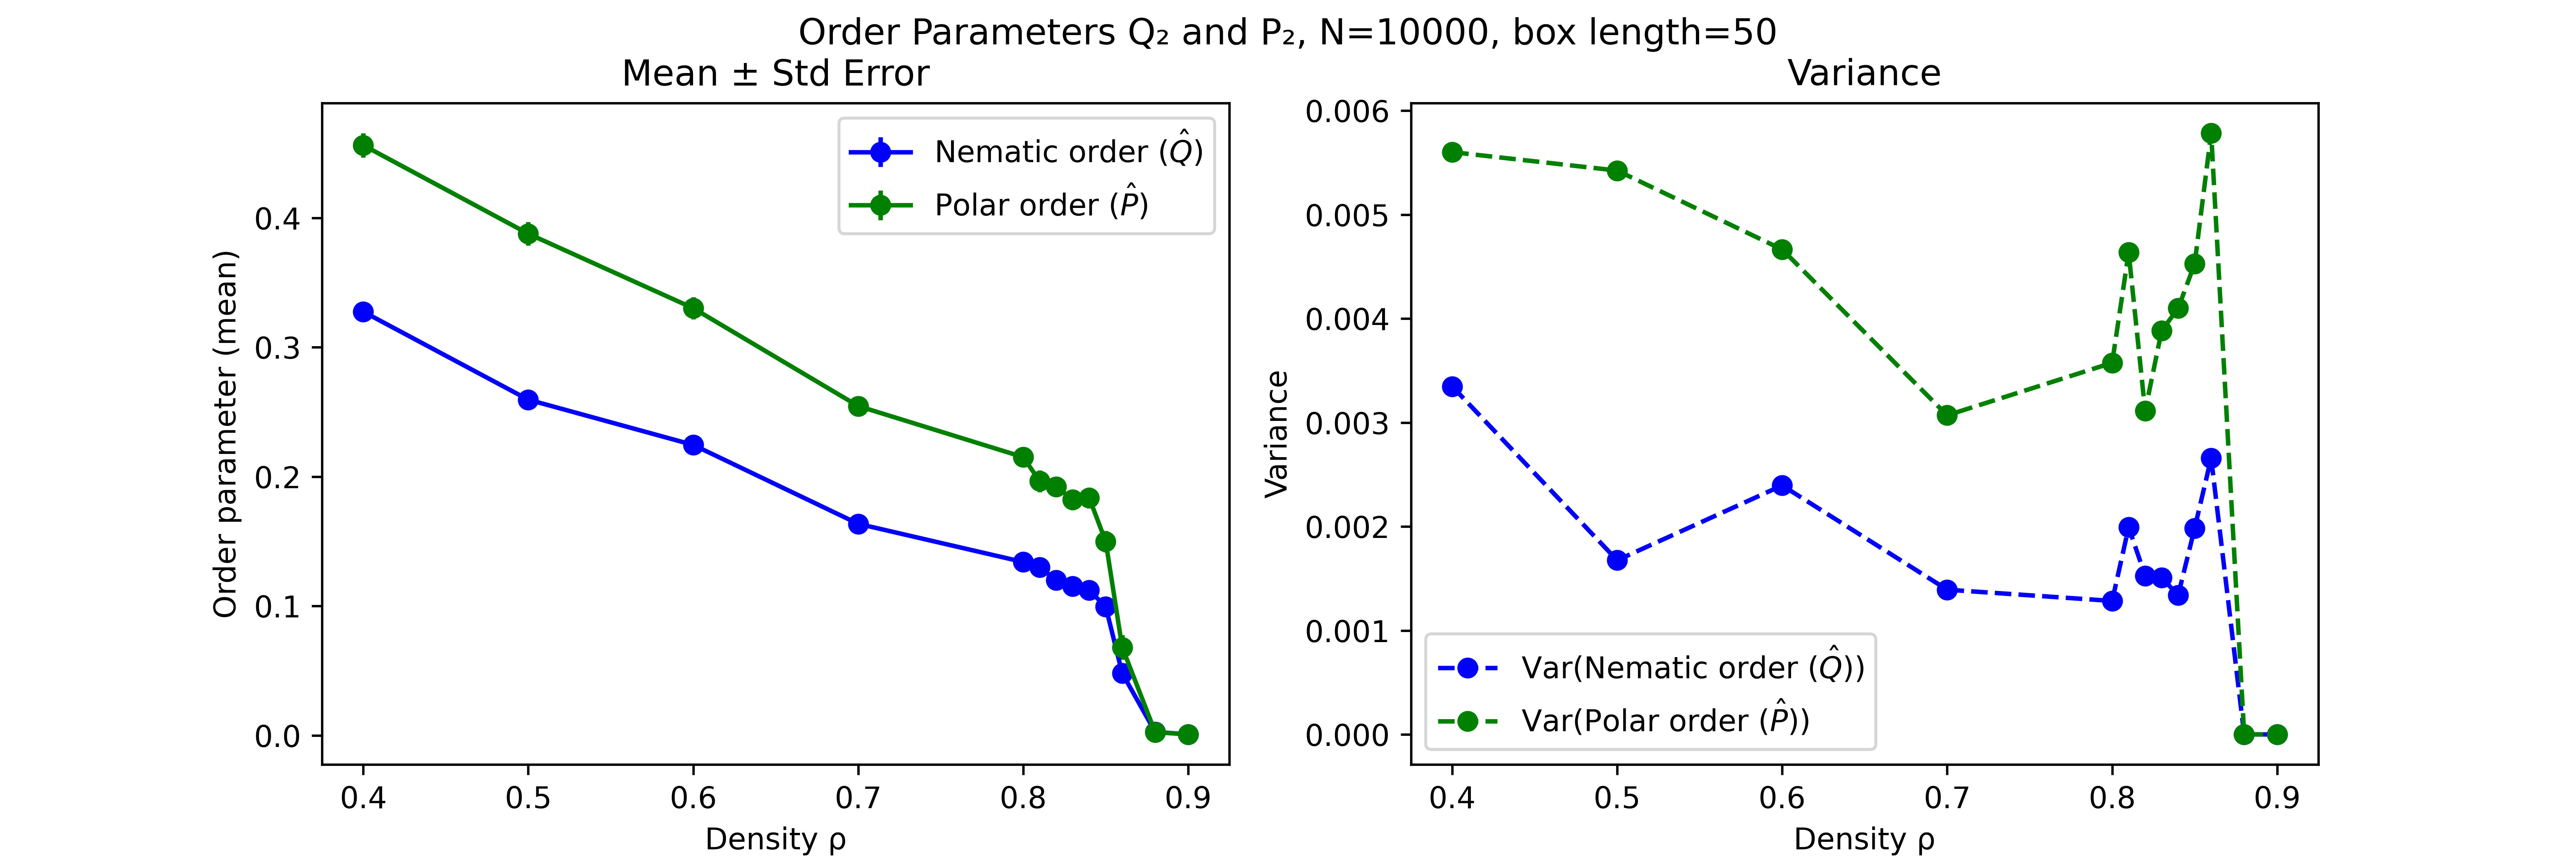 Order Parameters Q₂ and P₂, N=10000, box length=50
Mean ± Std Error
Nematic order (Q̂)
Polar order (P̂)
Order parameter (mean)
0.4
0.3
0.2
0.1
0.0
0.4 0.5 0.6 0.7 0.8 0.9
Density ρ
Variance
0.006
0.005
0.004
0.003
0.002
0.001
0.000
Variance
Var(Nematic order (Q̂))
Var(Polar order (P̂))
0.4 0.5 0.6 0.7 0.8 0.9
Density ρ